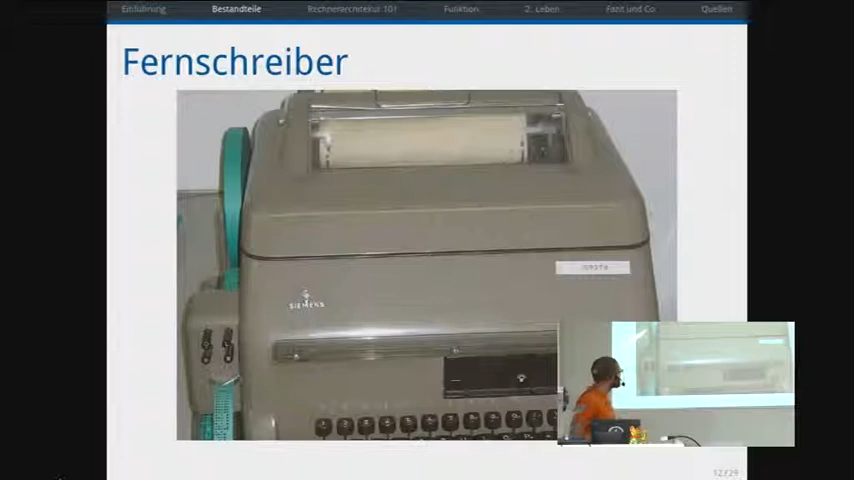 Einführung Bestandteile Rechnerarchitektur 101 Funktion 2. Leben Fazit und Co. Quellen
Fernschreiber
SIEMENS
12/29